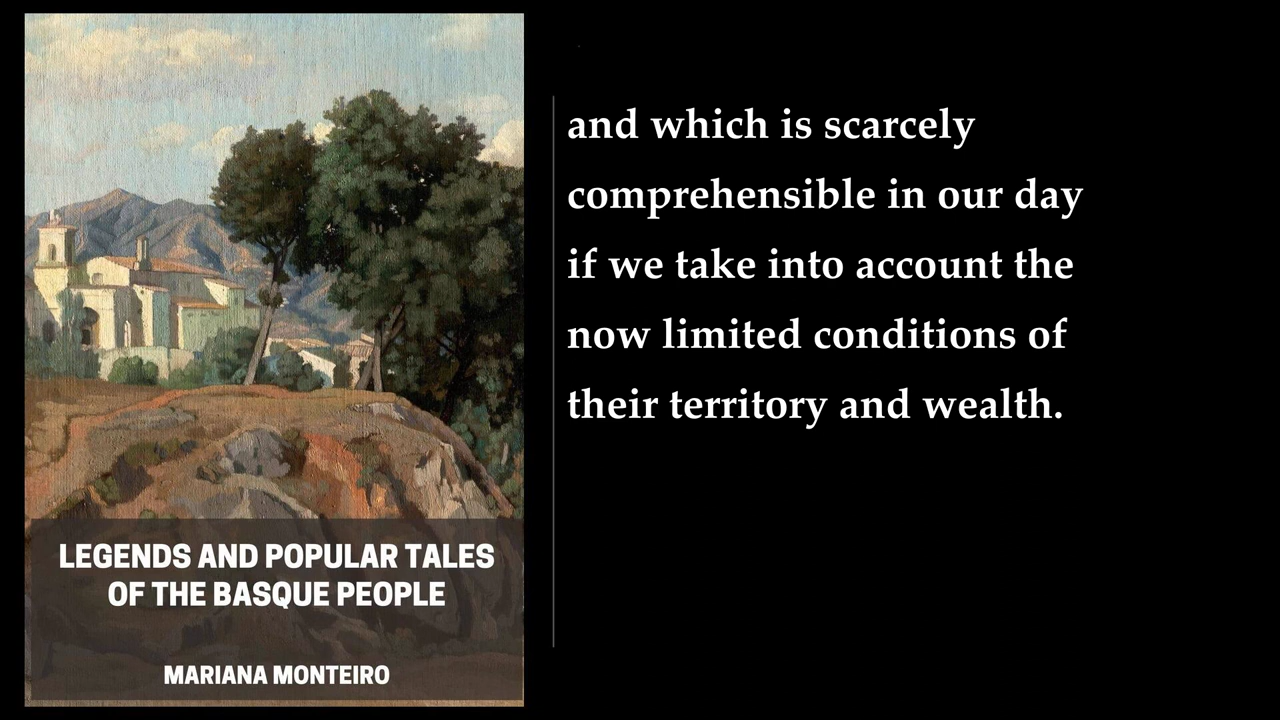 and which is scarcely
comprehensible in our day
if we take into account the
now limited conditions of
their territory and wealth.
LEGENDS AND POPULAR TALES
OF THE BASQUE PEOPLE
MARIANA MONTEIRO